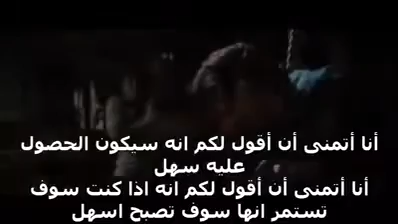 أنا أتمنى أن أقول لكم انه سيكون الحصول
عليه سهل
أنا أتمنى أن أقول لكم انه اذا كنت سوف
تستمر انها سوف تصبح اسهل